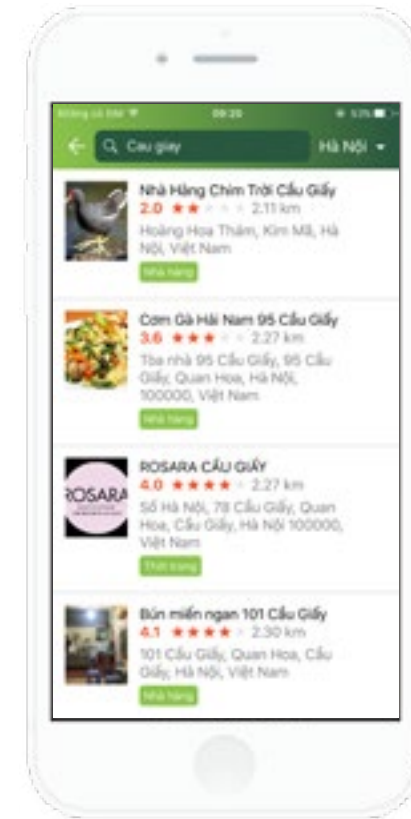 Không có SIM 09:20 53%
Cau giay Hà Nội
Nhà Hàng Chim Trời Cầu Giấy
2.0 2.11 km
Hoàng Hoa Thám, Kim Mã, Hà
Nội, Việt Nam
Nhà hàng
Cơm Gà Hải Nam 95 Cầu Giấy
3.6 2.27 km
Tòa nhà 95 Cầu Giấy, 95 Cầu
Giấy, Quan Hoa, Hà Nội,
100000, Việt Nam
Nhà hàng
ROSARA
ROSARA CẦU GIẤY
4.0 2.27 km
Số Hà Nội, 78 Cầu Giấy, Quan
Hoa, Cầu Giấy, Hà Nội 100000,
Việt Nam
Thời trang
Bún miến ngan 101 Cầu Giấy
4.1 2.30 km
101 Cầu Giấy, Quan Hoa, Cầu
Giấy, Hà Nội, Việt Nam
Nhà hàng